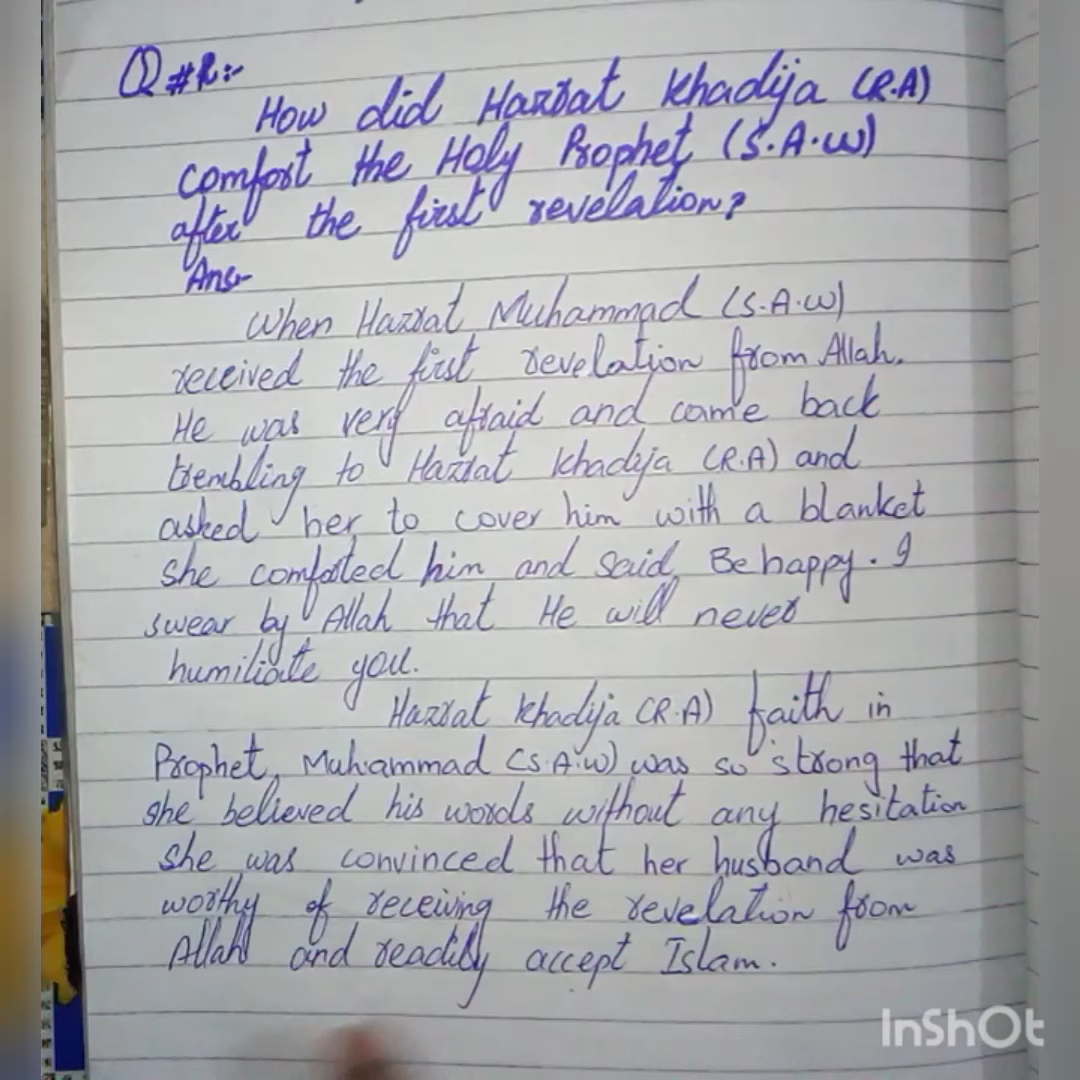 Q#2:-
How did Hazrat Khadija (R.A)
comfort the Holy Prophet (S.A.W)
after the first revelation?
Ans:-
When Hazrat Muhammad (S.A.W)
received the first revelation from Allah.
He was very afraid and came back
trembling to Hazrat Khadija (R.A) and
asked her to cover him with a blanket
she comforted him and said, Be happy. I
swear by Allah that He will never
humiliate you.
Hazrat Khadija (R.A) faith in
Prophet, Muhammad (S.A.W) was so strong that
she believed his words without any hesitation
she was convinced that her husband was
worthy of receiving the revelation from
Allah and readily accept Islam.
InShOt